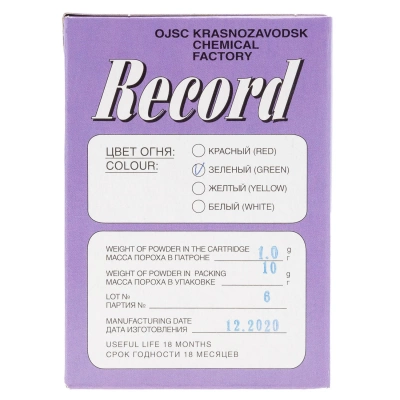 OJSC KRASNOZAVODSK
CHEMICAL
FACTORY
Record
ЦВЕТ ОГНЯ:
COLOUR:
КРАСНЫЙ (RED)
ЗЕЛЕНЫЙ (GREEN)
ЖЕЛТЫЙ (YELLOW)
БЕЛЫЙ (WHITE)
WEIGHT OF POWDER IN THE CARTRIDGE g
МАССА ПОРОХА В ПАТРОНЕ 1.0 г
WEIGHT OF POWDER IN PACKING 10 g
МАССА ПОРОХА В УПАКОВКЕ г
LOT № 6
ПАРТИЯ №
MANUFACTURING DATE
ДАТА ИЗГОТОВЛЕНИЯ 12.2020
USEFUL LIFE 18 MONTHS
СРОК ГОДНОСТИ 18 МЕСЯЦЕВ